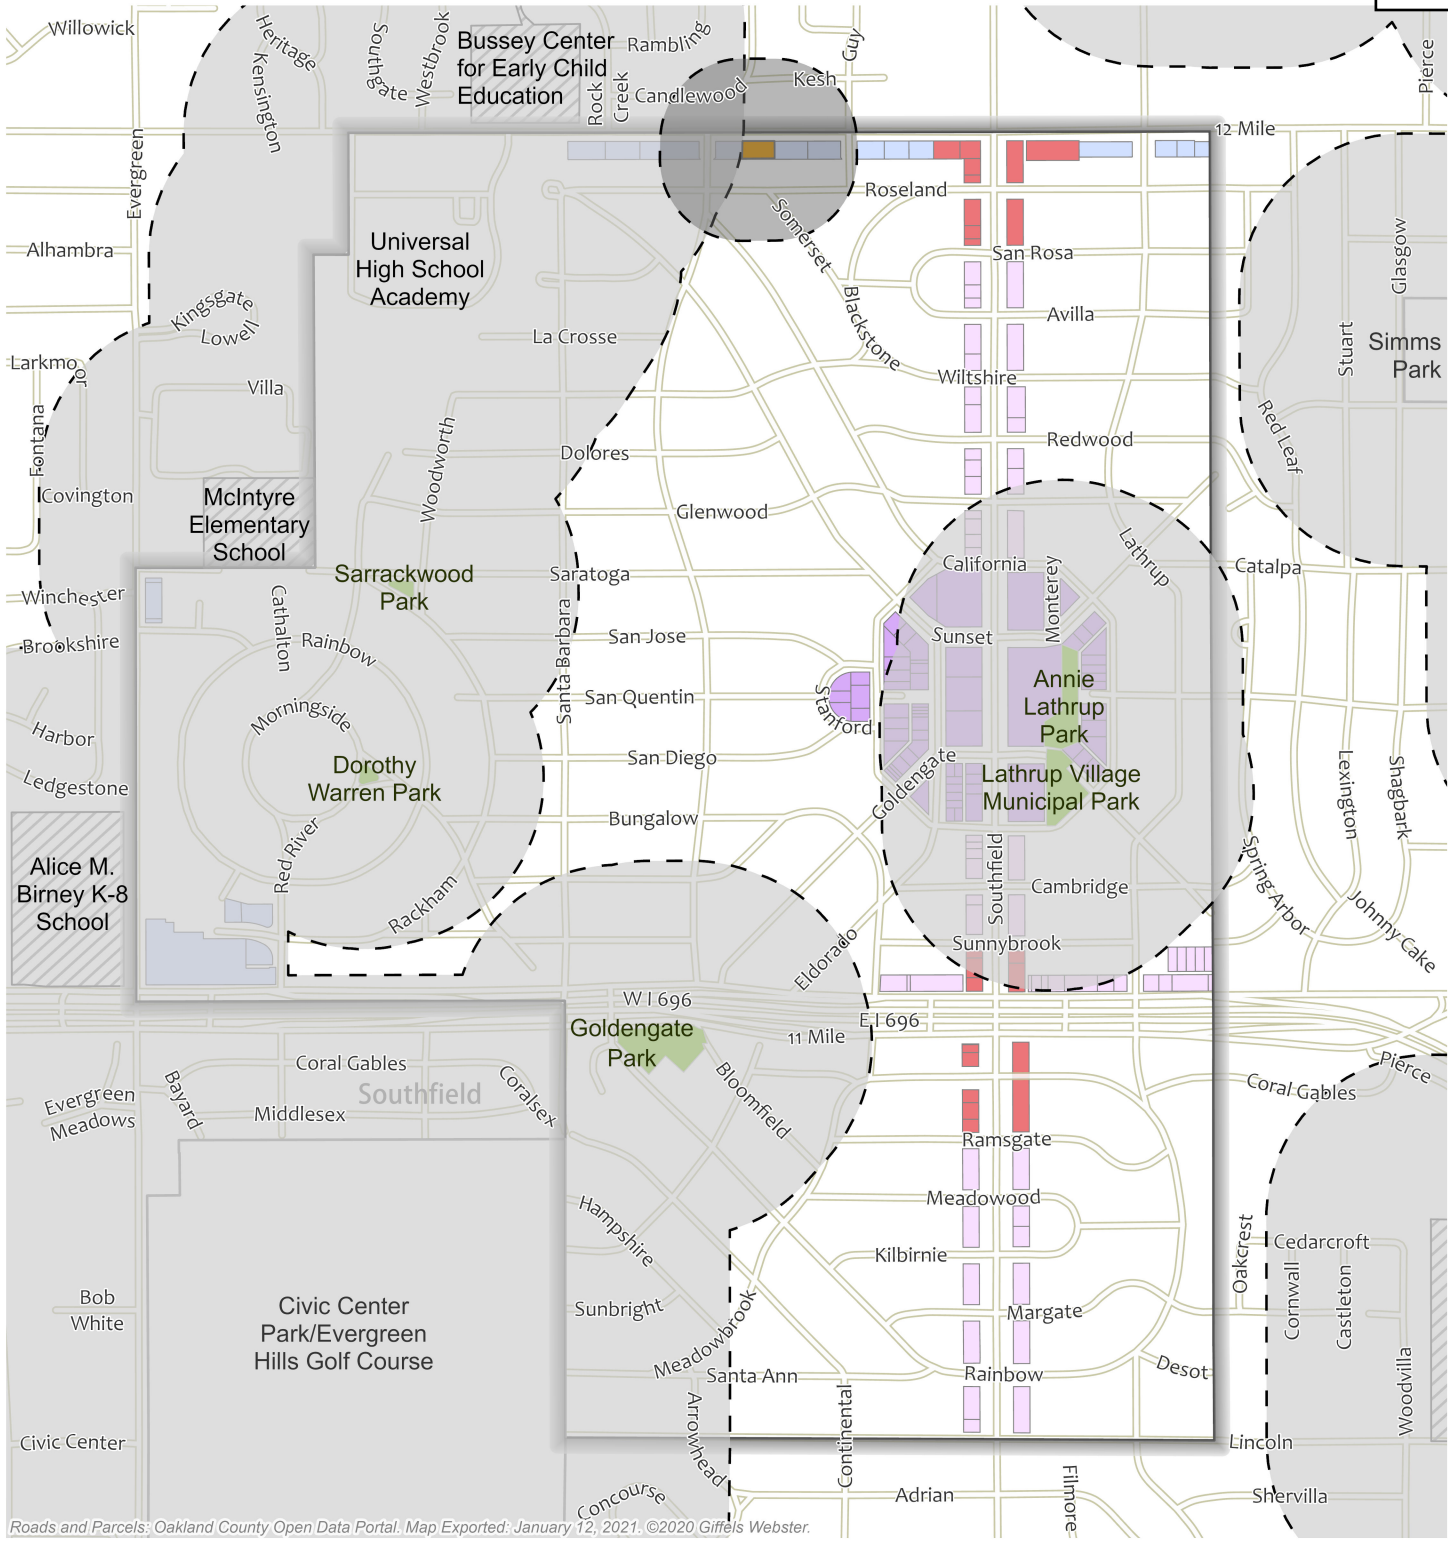 Willowick
Heritage
Kensington
Southgate
Westbrook
Bussey Center
for Early Child
Education
Rambling
Rock
Creek
Candlewood
Kesh
Guy
Pierce
12 Mile
Evergreen
Alhambra
Universal
High School
Academy
Roseland
Somerset
San Rosa
Glasgow
Kingsgate
Lowell
La Crosse
Blackstone
Avilla
Stuart
Simms
Park
Larkmoor
Villa
Wiltshire
Fontana
Woodworth
Dolores
Redwood
Red Leaf
Covington
McIntyre
Elementary
School
Glenwood
Lathrup
Sarrackwood
Park
Saratoga
California
Monterey
Catalpa
Winchester
Brookshire
Cathalton
Rainbow
Santa Barbara
San Jose
Sunset
San Quentin
Stanford
Annie
Lathrup
Park
Morningside
Harbor
Ledgestone
Dorothy
Warren Park
San Diego
Goldengate
Lathrup Village
Municipal Park
Lexington
Shagbark
Bungalow
Red River
Alice M.
Birney K-8
School
Rackham
Southfield
Cambridge
Spring Arbor
Johnny Cake
Eldorado
Sunnybrook
W I 696
E I 696
11 Mile
Goldengate
Park
Coral Gables
Southfield
Coralsex
Bloomfield
Pierce
Coral Gables
Evergreen
Meadows
Bayard
Middlesex
Ramsgate
Meadowood
Hampshire
Kilbirnie
Oakcrest
Cedarcroft
Cornwall
Castleton
Bob
White
Civic Center
Park/Evergreen
Hills Golf Course
Sunbright
Margate
Meadowbrook
Santa Ann
Rainbow
Desot
Woodvilla
Arrowhead
Continental
Civic Center
Lincoln
Concourse
Adrian
Filmore
Shervilla
Roads and Parcels: Oakland County Open Data Portal. Map Exported: January 12, 2021. ©2020 Giffels Webster.